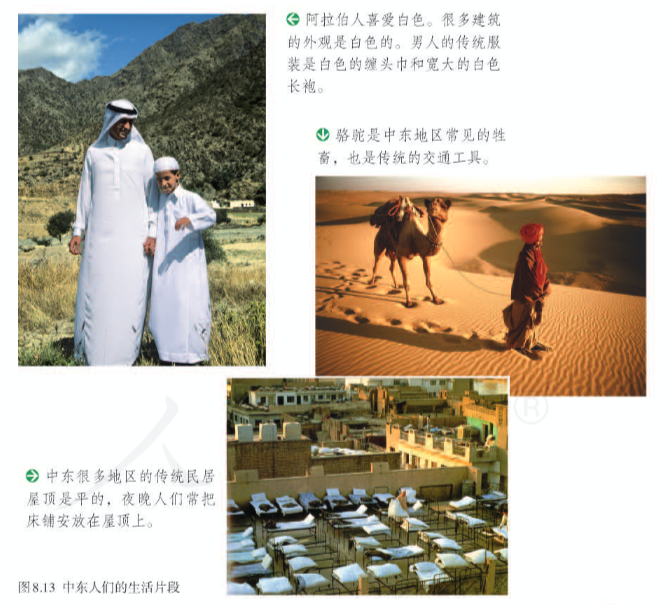 阿拉伯人喜爱白色。很多建筑
的外观是白色的。男人的传统服
装是白色的缠头巾和宽大的白色
长袍。
骆驼是中东地区常见的牲
畜，也是传统的交通工具。
中东很多地区的传统民居
屋顶是平的，夜晚人们常把
床铺安放在屋顶上。
图8.13 中东人们的生活片段
人
®